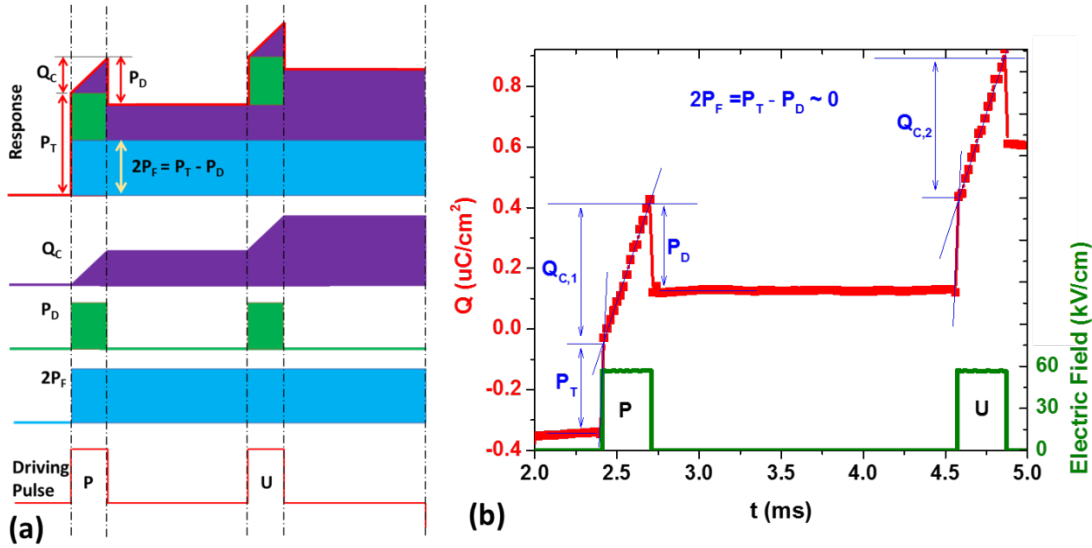 Response
Q_C
P_T
P_D
2P_F = P_T - P_D
Q_C
P_D
2P_F
Driving
Pulse
P
U
(a)
Q (uC/cm²)
0.8
0.6
0.4
0.2
0.0
-0.2
-0.4
2P_F =P_T - P_D ~ 0
Q_C,1
P_T
P_D
Q_C,2
P
U
60
30
0
Electric Field (kV/cm)
2.0 2.5 3.0 3.5 4.0 4.5 5.0
t (ms)
(b)